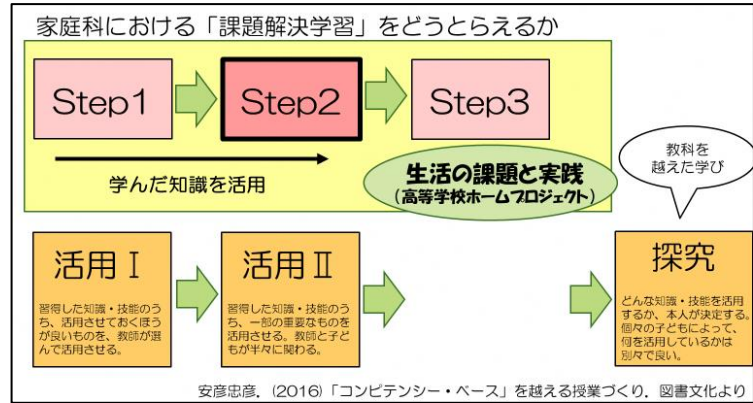 家庭科における「課題解決学習」をどうとらえるか
Step1
Step2
Step3
学んだ知識を活用
生活の課題と実践
(高等学校ホームプロジェクト)
教科を
越えた学び
活用Ⅰ
習得した知識・技能のう
ち、活用させておくほう
が良いものを、教師が選
んで活用させる。
活用Ⅱ
習得した知識・技能のう
ち、一部の重要なものを
活用させる。教師と子ど
もが半々に関わる。
探究
どんな知識・技能を活用
するか、本人が決定する。
個々の子どもによって、
何を活用しているかは
別々で良い。
安彦忠彦.(2016)「コンピテンシー・ベース」を越える授業づくり.図書文化より